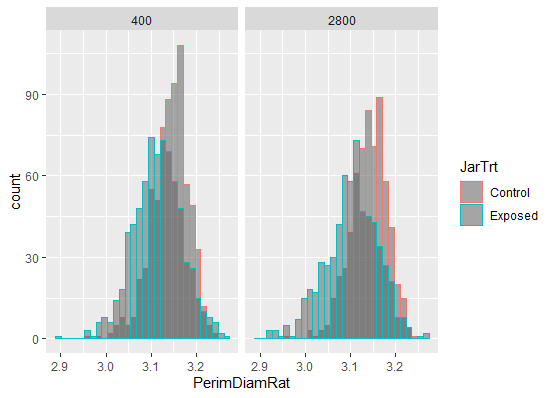 400 2800
90
60
30
0
count
2.9 3.0 3.1 3.2 2.9 3.0 3.1 3.2
PerimDiamRat
JarTrt
Control
Exposed